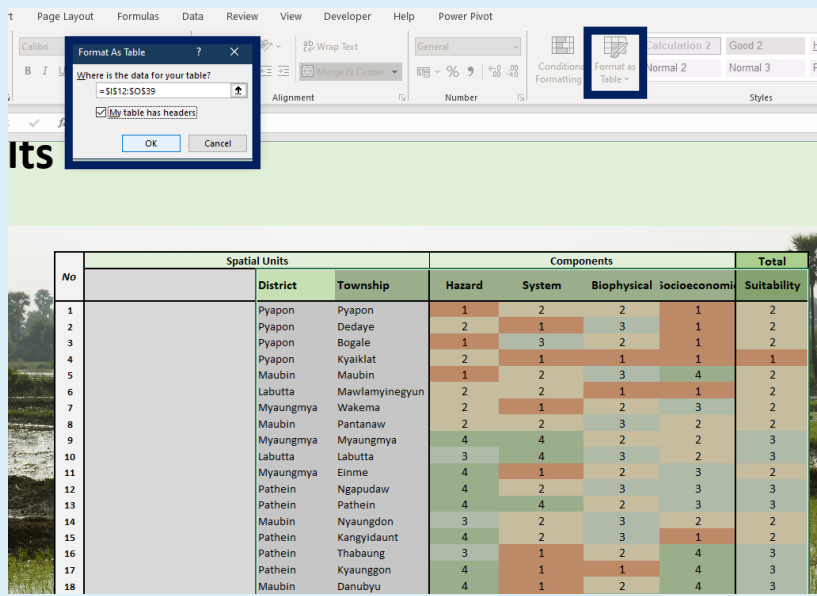 rt Page Layout Formulas Data Review View Developer Help Power Pivot
Calibri
ab Wrap Text
General
Calculation 2
Good 2
Format As Table ? ×
Where is the data for your table?
=$I$12:$O$39
My table has headers
OK Cancel
B I U
Merge & Center
% 9
Conditional Formatting
Format as Table
Normal 2
Normal 3
Alignment
Number
Styles
lts
Spatial Units Components Total
No District Township Hazard System Biophysical Socioeconomi Suitability
1 Pyapon Pyapon 1 2 2 1 2
2 Pyapon Dedaye 2 1 3 1 2
3 Pyapon Bogale 1 3 2 1 2
4 Pyapon Kyaiklat 2 1 1 1 1
5 Maubin Maubin 1 2 3 4 2
6 Labutta Mawlamyinegyun 2 2 1 1 2
7 Myaungmya Wakema 2 1 2 3 2
8 Maubin Pantanaw 2 2 3 2 2
9 Myaungmya Myaungmya 4 4 2 2 3
10 Labutta Labutta 3 4 3 2 3
11 Myaungmya Einme 4 1 2 3 2
12 Pathein Ngapudaw 4 2 3 3 3
13 Pathein Pathein 4 4 2 3 3
14 Maubin Nyaungdon 3 2 3 2 2
15 Pathein Kangyidaunt 4 2 3 1 2
16 Pathein Thabaung 3 1 2 4 3
17 Pathein Kyaunggon 4 1 1 4 3
18 Maubin Danubyu 4 1 2 4 3